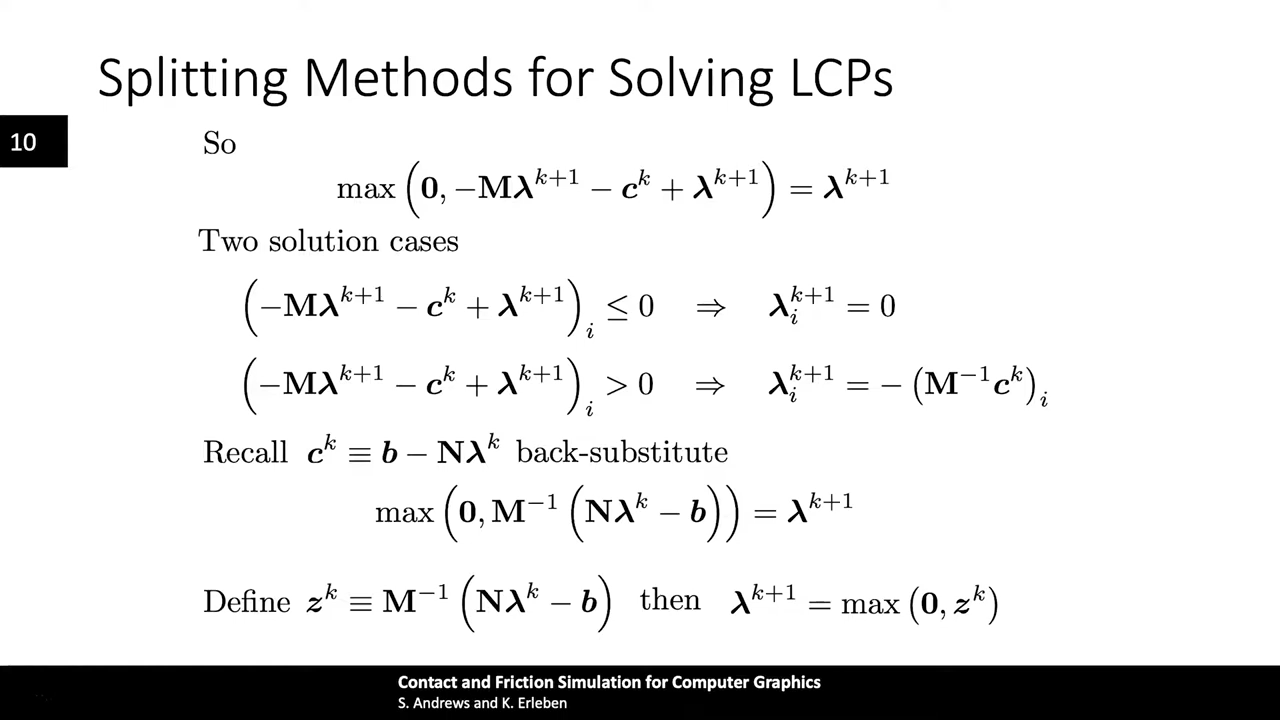 Splitting Methods for Solving LCPs
10
So
max (0, −Mλ^{k+1} − c^k + λ^{k+1}) = λ^{k+1}
Two solution cases
(−Mλ^{k+1} − c^k + λ^{k+1})_i ≤ 0 ⇒ λ_i^{k+1} = 0
(−Mλ^{k+1} − c^k + λ^{k+1})_i > 0 ⇒ λ_i^{k+1} = − (M^{−1}c^k)_i
Recall c^k ≡ b − Nλ^k back-substitute
max (0, M^{−1} (Nλ^k − b)) = λ^{k+1}
Define z^k ≡ M^{−1} (Nλ^k − b) then λ^{k+1} = max (0, z^k)
Contact and Friction Simulation for Computer Graphics
S. Andrews and K. Erleben